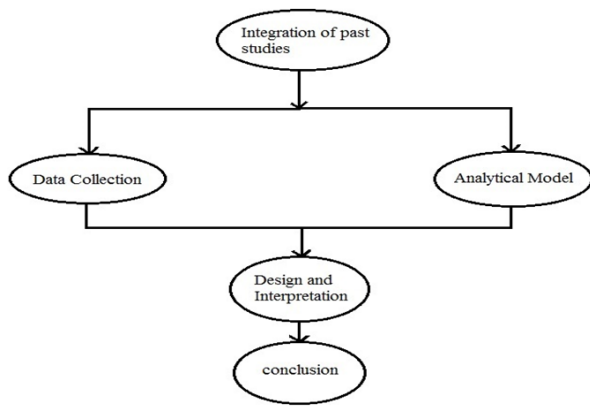 Integration of past
studies
Data Collection
Analytical Model
Design and
Interpretation
conclusion